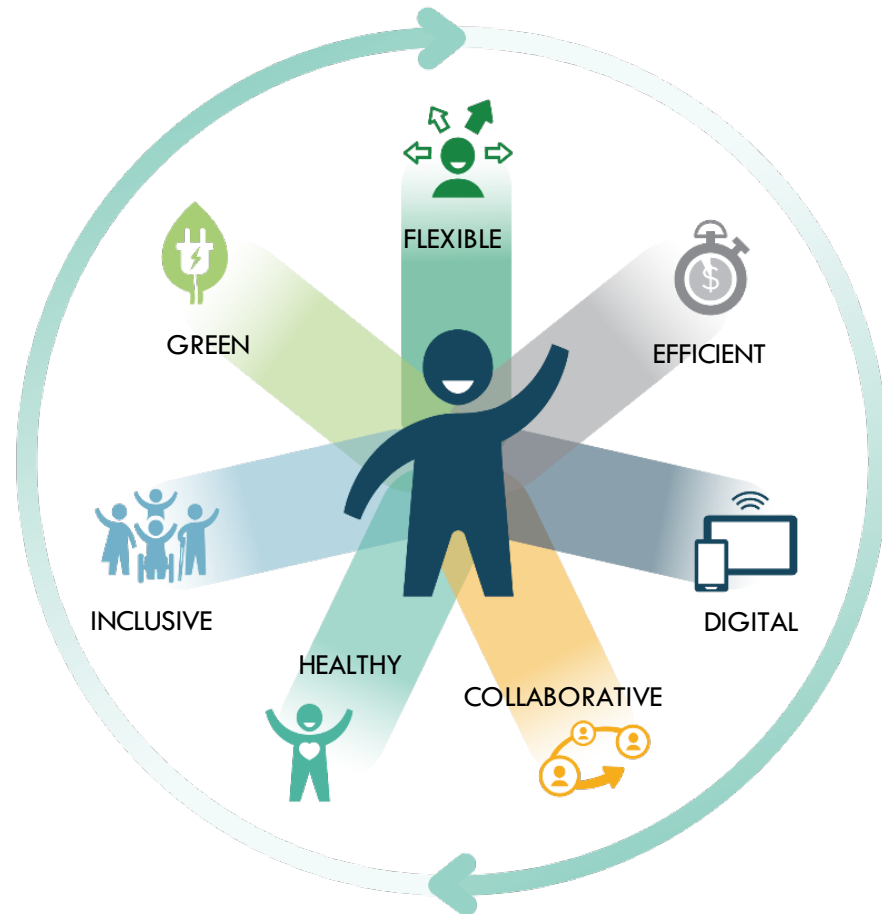 FLEXIBLE
GREEN
EFFICIENT
$
INCLUSIVE
DIGITAL
HEALTHY
COLLABORATIVE